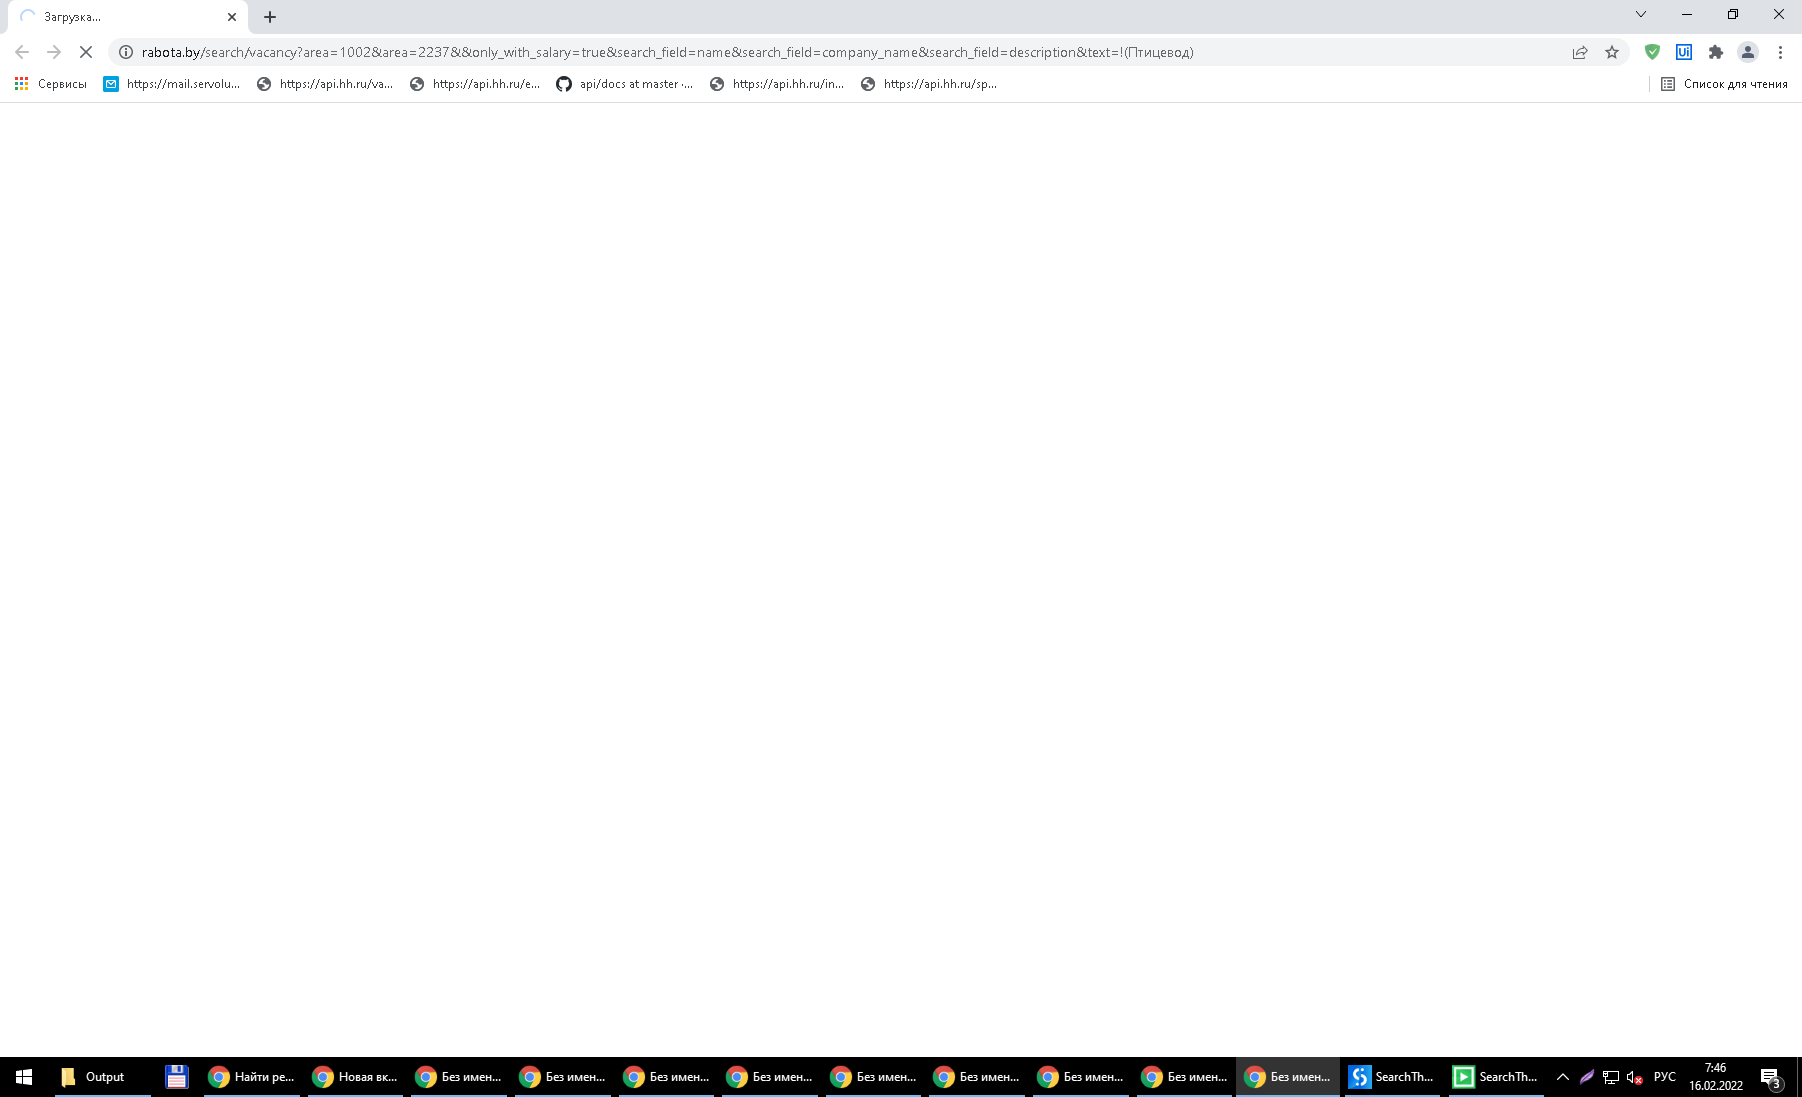 Загрузка...
rabota.by/search/vacancy?area=1002&area=2237&&only_with_salary=true&search_field=name&search_field=company_name&search_field=description&text=!(Птицевод)
Сервисы https://mail.servolu... https://api.hh.ru/va... https://api.hh.ru/e... api/docs at master ·... https://api.hh.ru/in... https://api.hh.ru/sp... Список для чтения
Output Найти ре... Новая вк... Без имен... Без имен... Без имен... Без имен... Без имен... Без имен... Без имен... Без имен... Без имен... SearchTh... SearchTh... РУС
7:46
16.02.2022
3